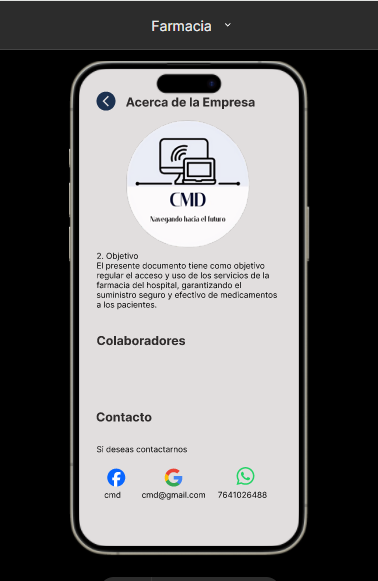 Farmacia
Acerca de la Empresa
CMD
Navegando hacia el futuro
2. Objetivo
El presente documento tiene como objetivo
regular el acceso y uso de los servicios de la
farmacia del hospital, garantizando el
suministro seguro y efectivo de medicamentos
a los pacientes.
Colaboradores
Contacto
Si deseas contactarnos
cmd cmd@gmail.com 7641026488